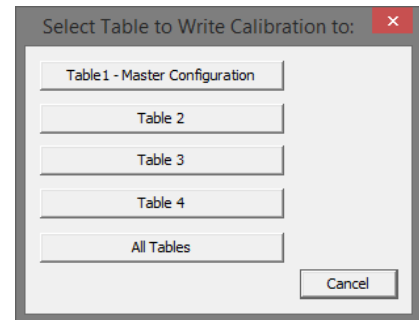 Select Table to Write Calibration to:
Table1 - Master Configuration
Table 2
Table 3
Table 4
All Tables
Cancel